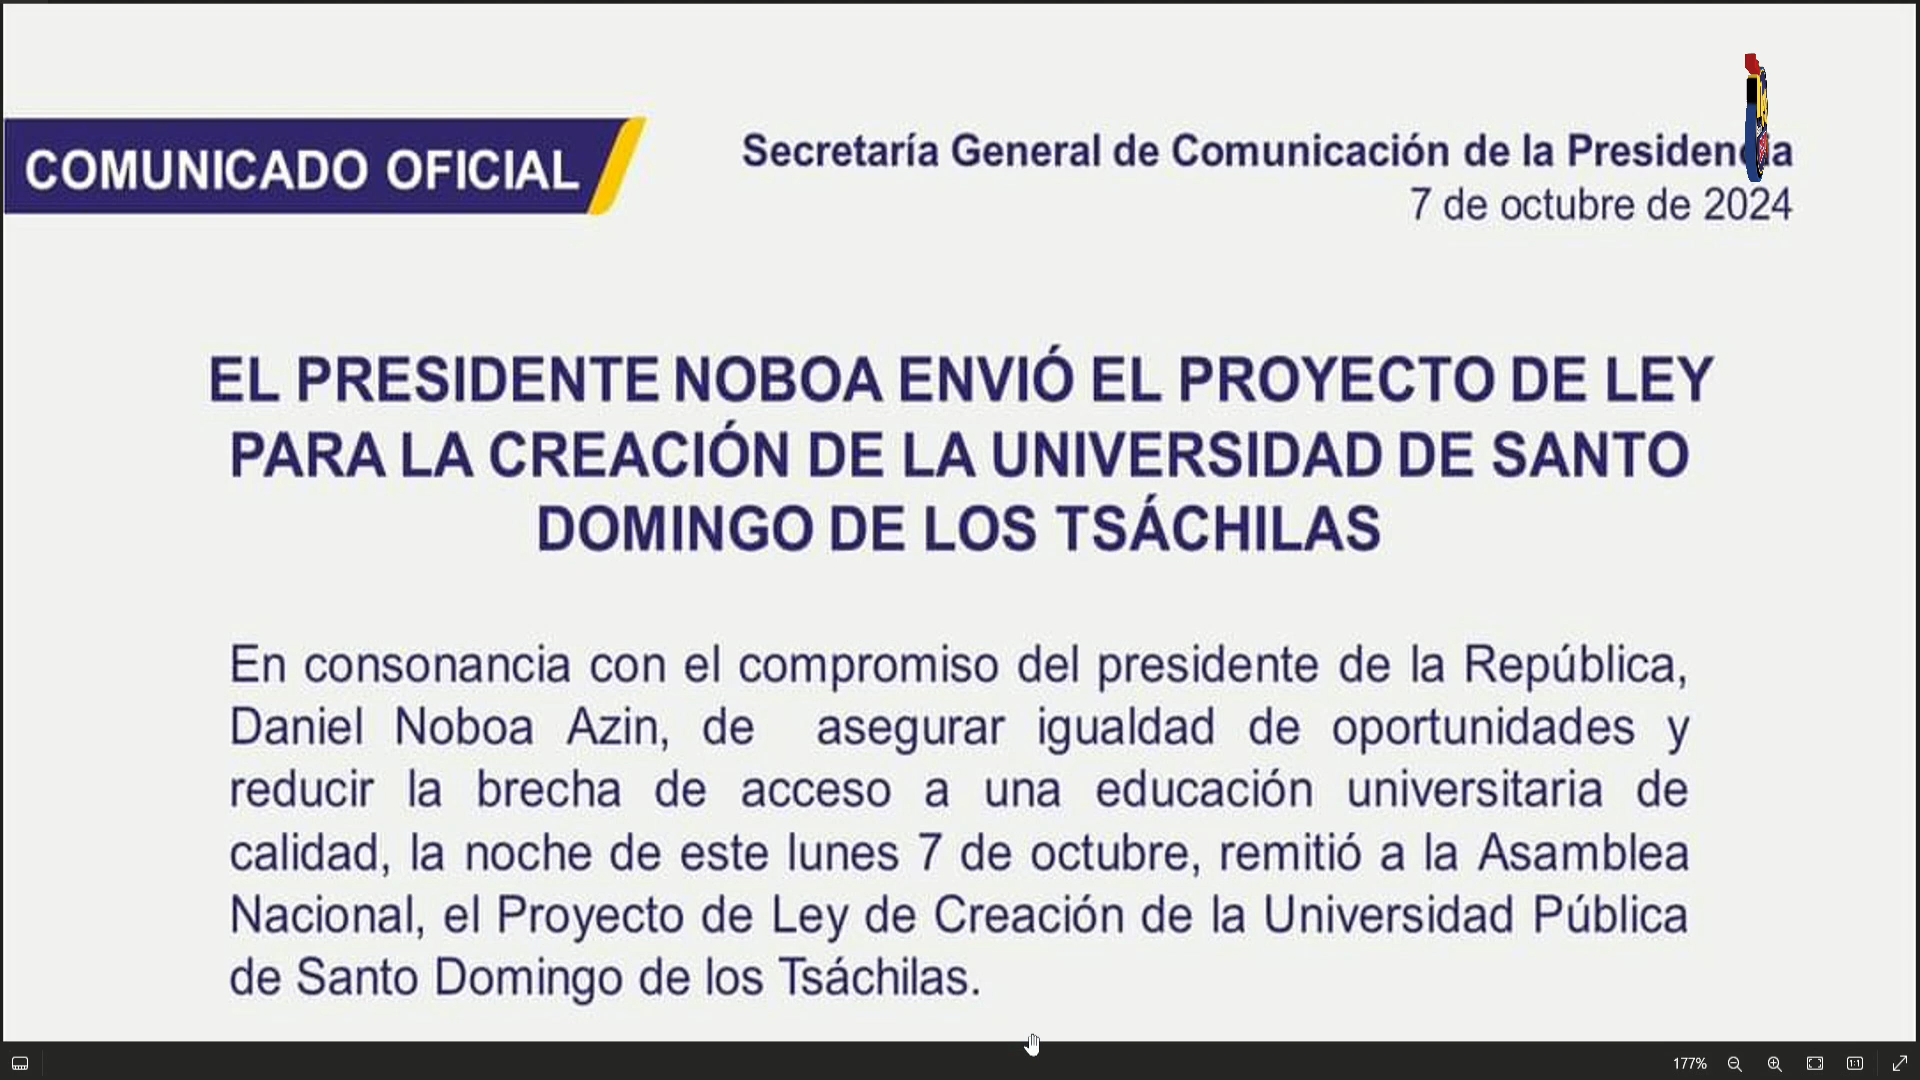 COMUNICADO OFICIAL
Secretaría General de Comunicación de la Presidencia
7 de octubre de 2024
EL PRESIDENTE NOBOA ENVIÓ EL PROYECTO DE LEY
PARA LA CREACIÓN DE LA UNIVERSIDAD DE SANTO
DOMINGO DE LOS TSÁCHILAS
En consonancia con el compromiso del presidente de la República,
Daniel Noboa Azin, de asegurar igualdad de oportunidades y
reducir la brecha de acceso a una educación universitaria de
calidad, la noche de este lunes 7 de octubre, remitió a la Asamblea
Nacional, el Proyecto de Ley de Creación de la Universidad Pública
de Santo Domingo de los Tsáchilas.
177%
1:1